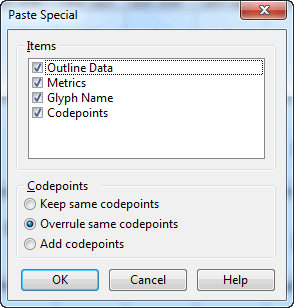 Paste Special
Items
Outline Data
Metrics
Glyph Name
Codepoints
Codepoints
Keep same codepoints
Overrule same codepoints
Add codepoints
OK Cancel Help